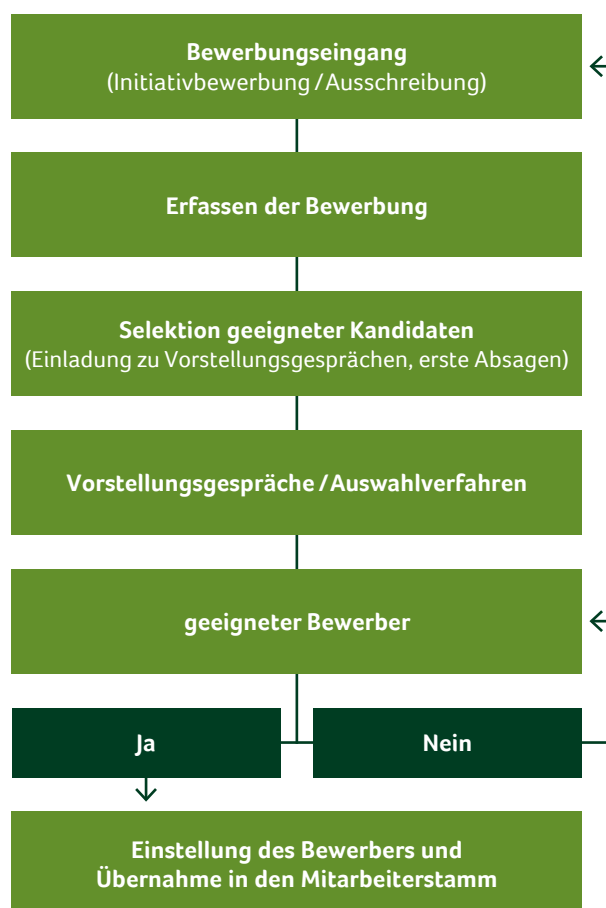 Bewerbungseingang
(Initiativbewerbung / Ausschreibung)
Erfassen der Bewerbung
Selektion geeigneter Kandidaten
(Einladung zu Vorstellungsgesprächen, erste Absagen)
Vorstellungsgespräche / Auswahlverfahren
geeigneter Bewerber
Ja
Nein
Einstellung des Bewerbers und
Übernahme in den Mitarbeiterstamm